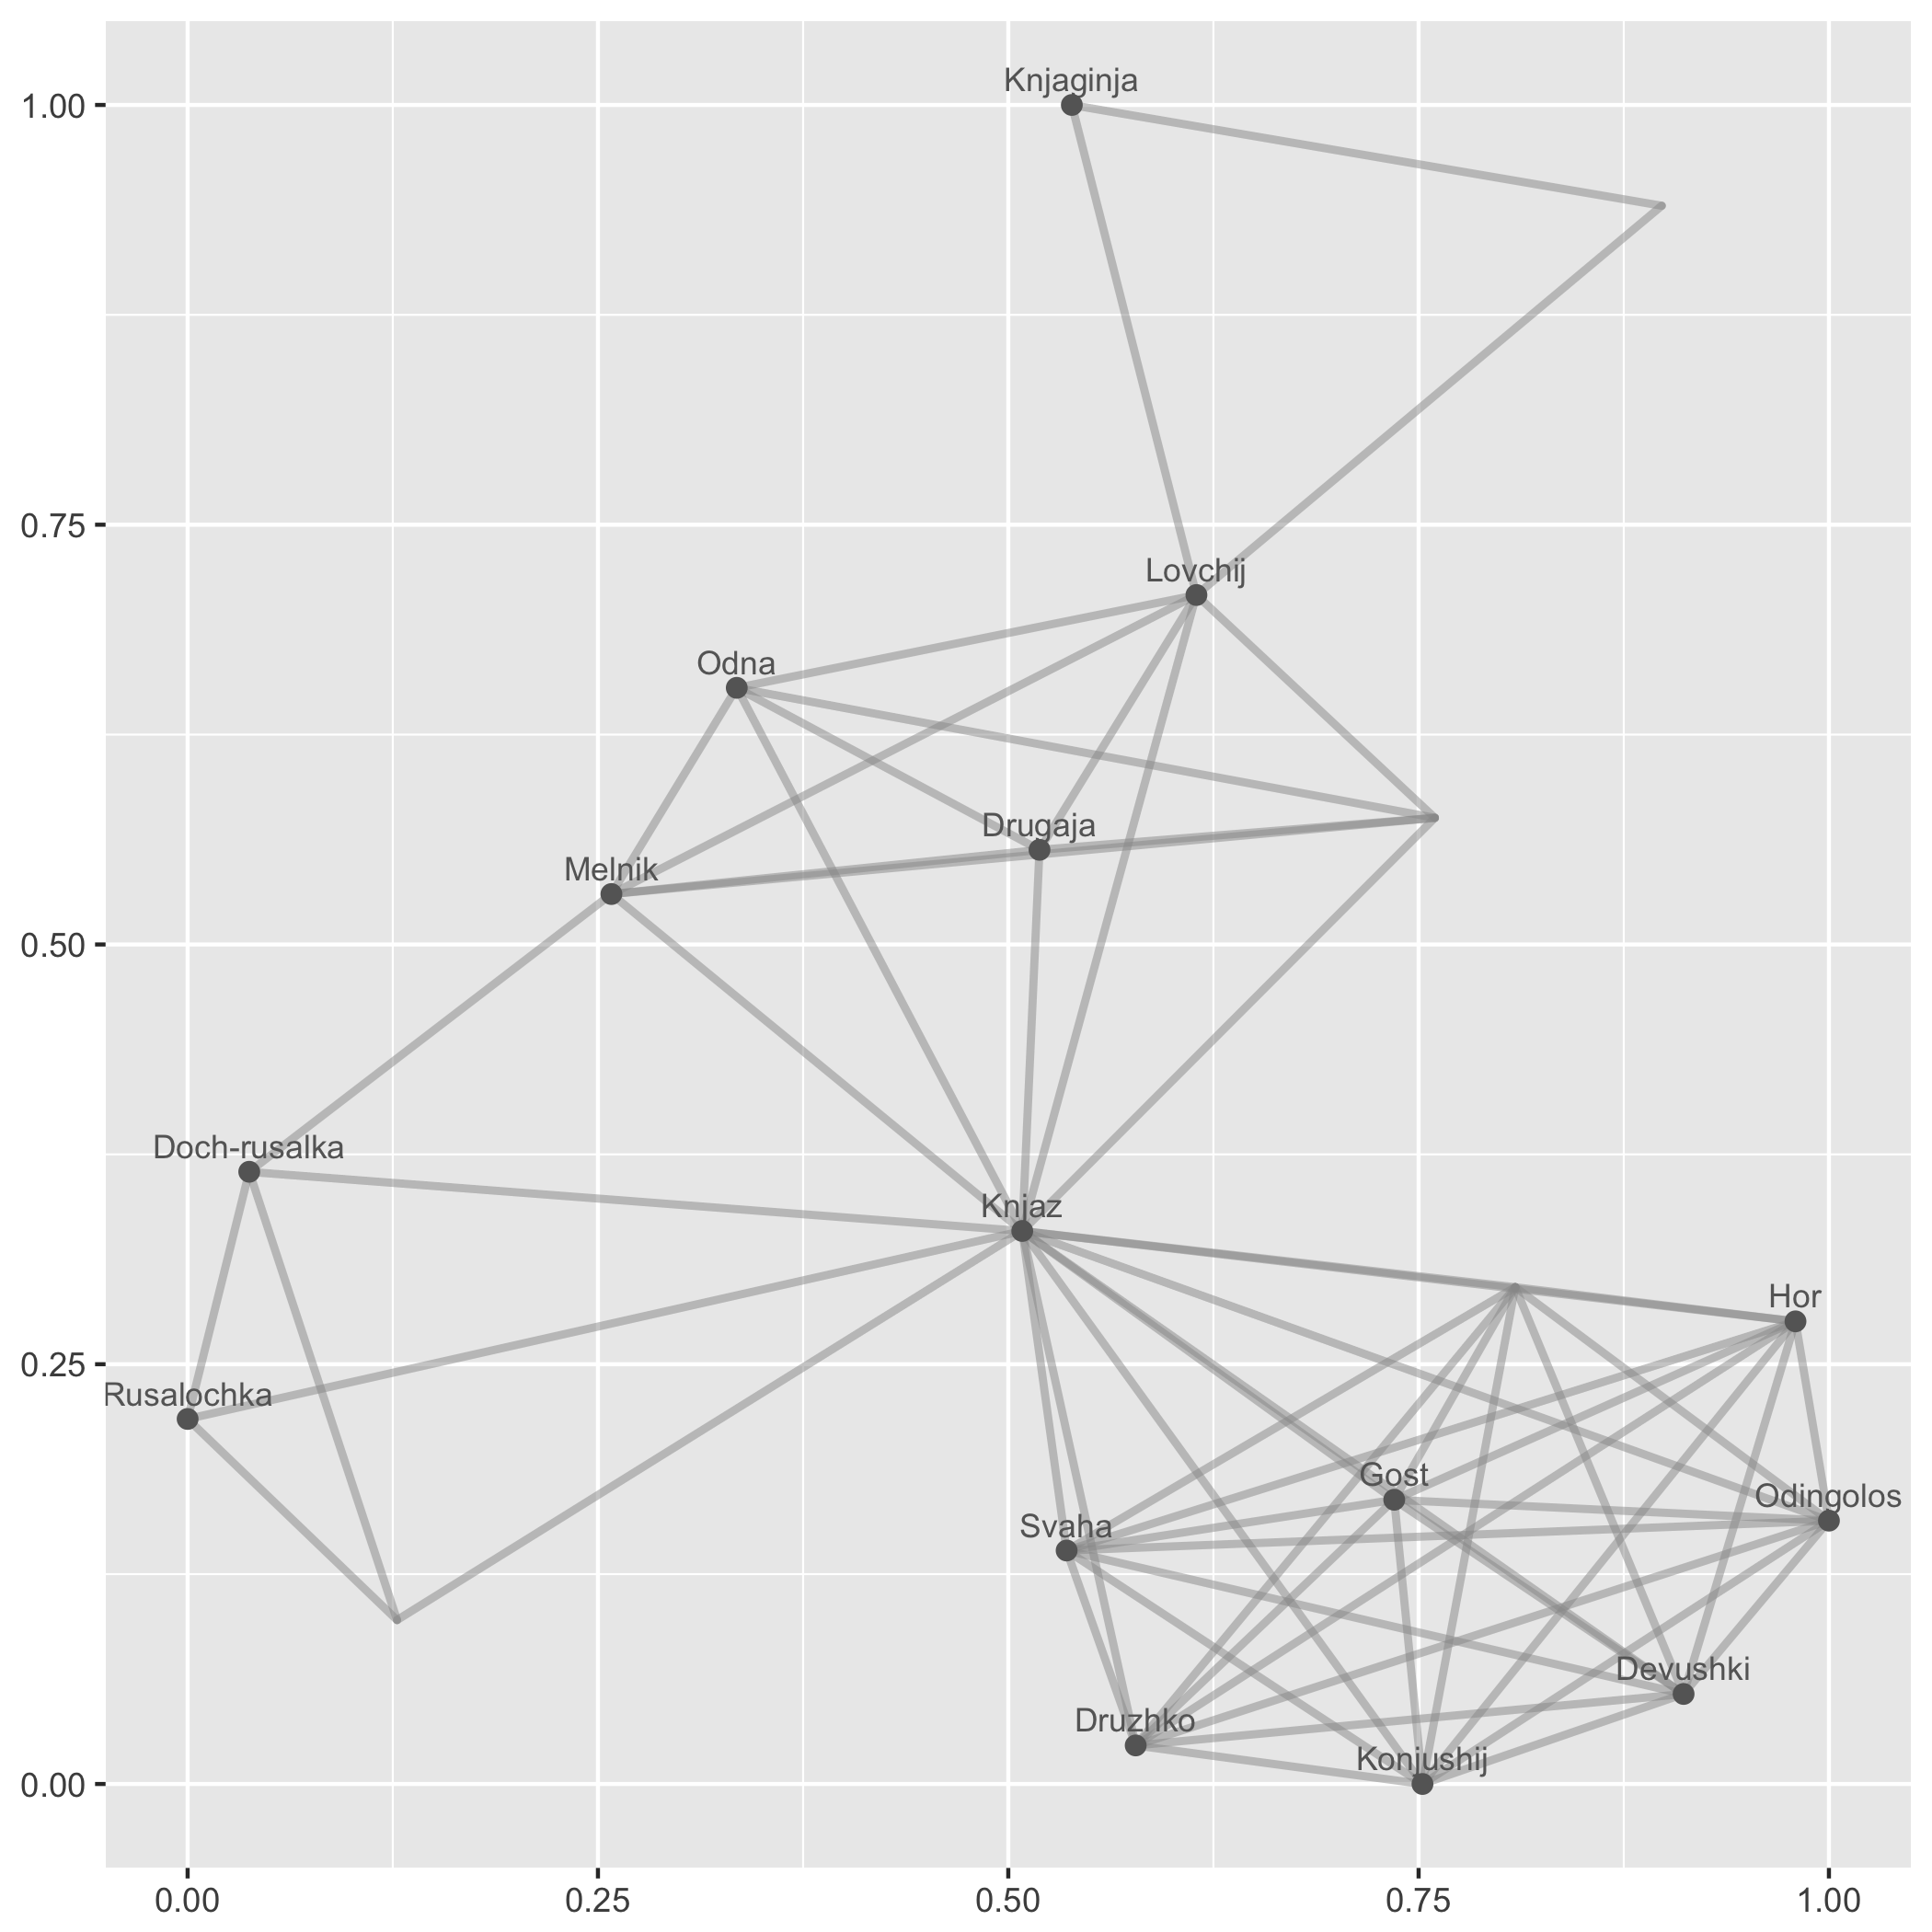 Knjaginja
1.00
0.75
Lovchij
Odna
Drugaja
Melnik
0.50
Doch-rusalka
Knjaz
Hor
0.25
Rusalochka
Gost
Odingolos
Svaha
Devushki
Druzhko
Konjushij
0.00
0.00 0.25 0.50 0.75 1.00